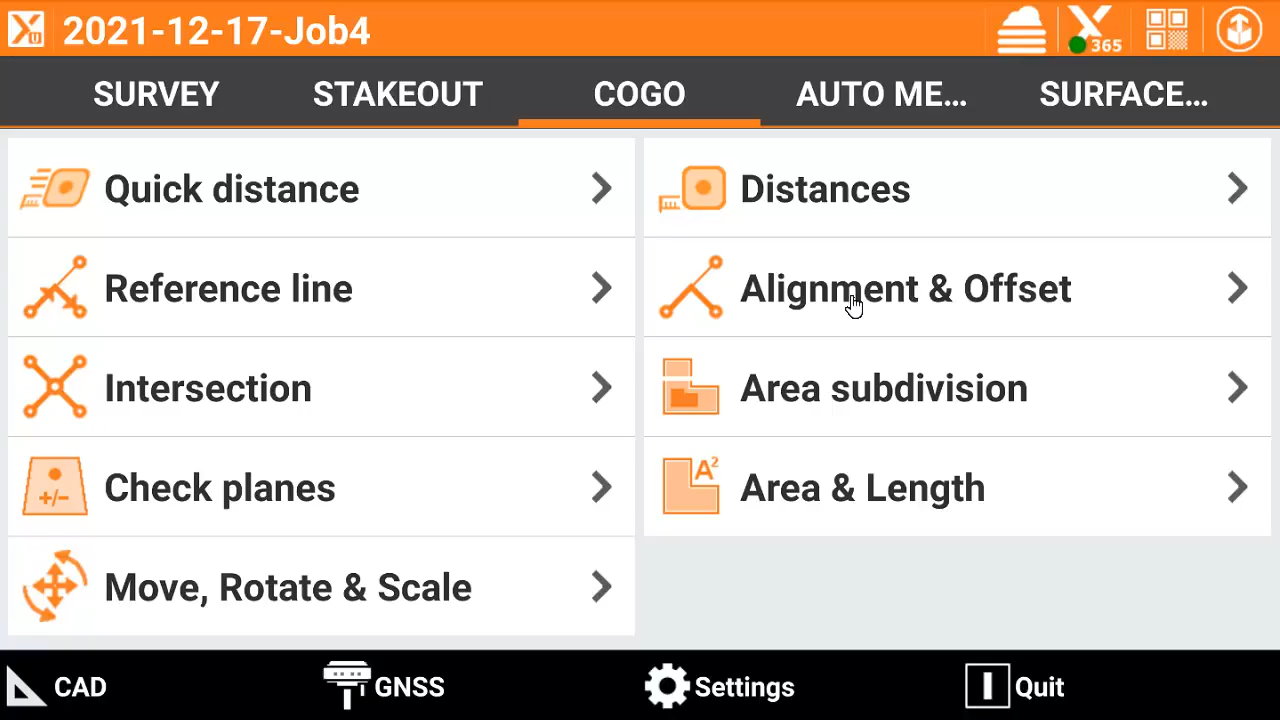 2021-12-17-Job4
365
SURVEY STAKEOUT COGO AUTO ME... SURFACE...
Quick distance
Distances
Reference line
Alignment & Offset
Intersection
Area subdivision
Check planes
Area & Length
Move, Rotate & Scale
CAD GNSS Settings Quit